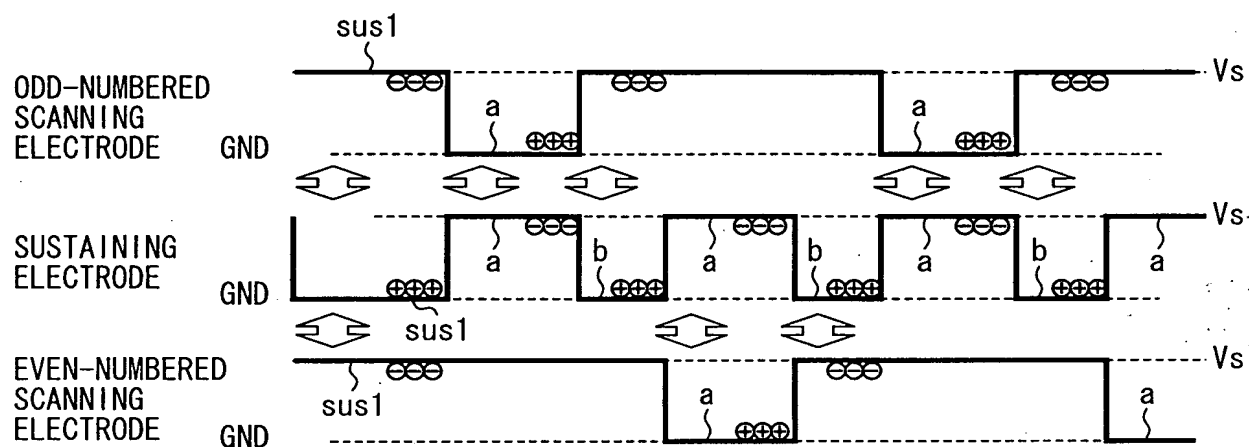 sus1
ODD-NUMBERED
SCANNING
ELECTRODE
GND
Vs
⊖⊖⊖ ⊖⊖⊖ ⊖⊖⊖
a a
⊕⊕⊕ ⊕⊕⊕
SUSTAINING
ELECTRODE
GND
Vs
⊖⊖⊖ ⊖⊖⊖ ⊖⊖⊖
a b a b a b a
⊕⊕⊕ ⊕⊕⊕ ⊕⊕⊕ ⊕⊕⊕
sus1
EVEN-NUMBERED
SCANNING
ELECTRODE
GND
Vs
⊖⊖⊖ ⊖⊖⊖
sus1
a a
⊕⊕⊕